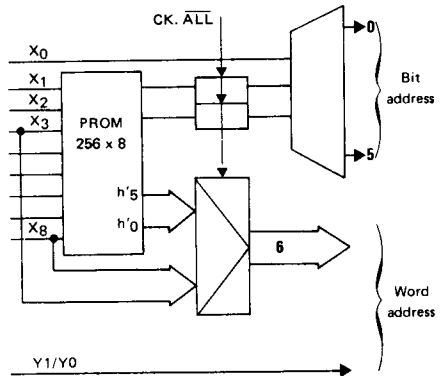 CK. ALL
X0
0
X1
X2
PROM
Bit
address
X3
256 x 8
5
h'5
h'0
X8
6
Word
address
Y1/Y0